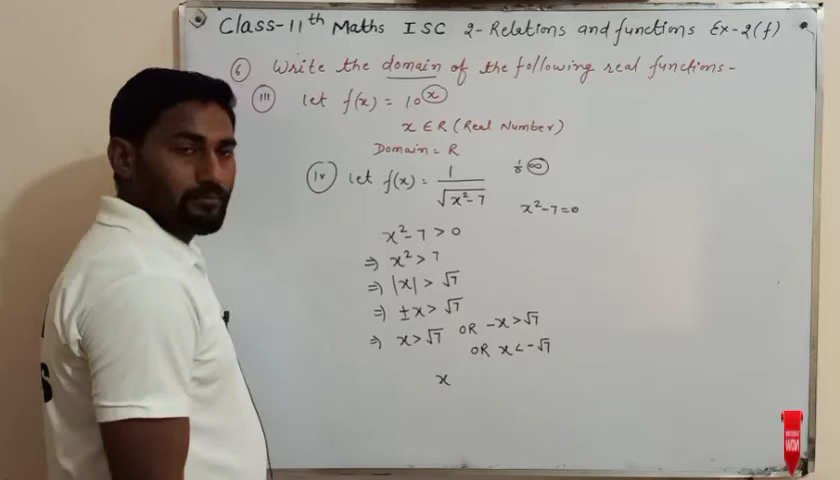 Class-11th Maths ISC 2-Relations and functions Ex-2(f)
(6) Write the domain of the following real functions-
(III) let f(x) = 10^x
x ∈ R (Real Number)
Domain = R
(IV) let f(x) = 1/√(x²-7) 1/0 ∞
x²-7=0
x²-7 > 0
⇒ x² > 7
⇒ |x| > √7
⇒ ±x > √7
⇒ x > √7 OR -x > √7
OR x < -√7
x